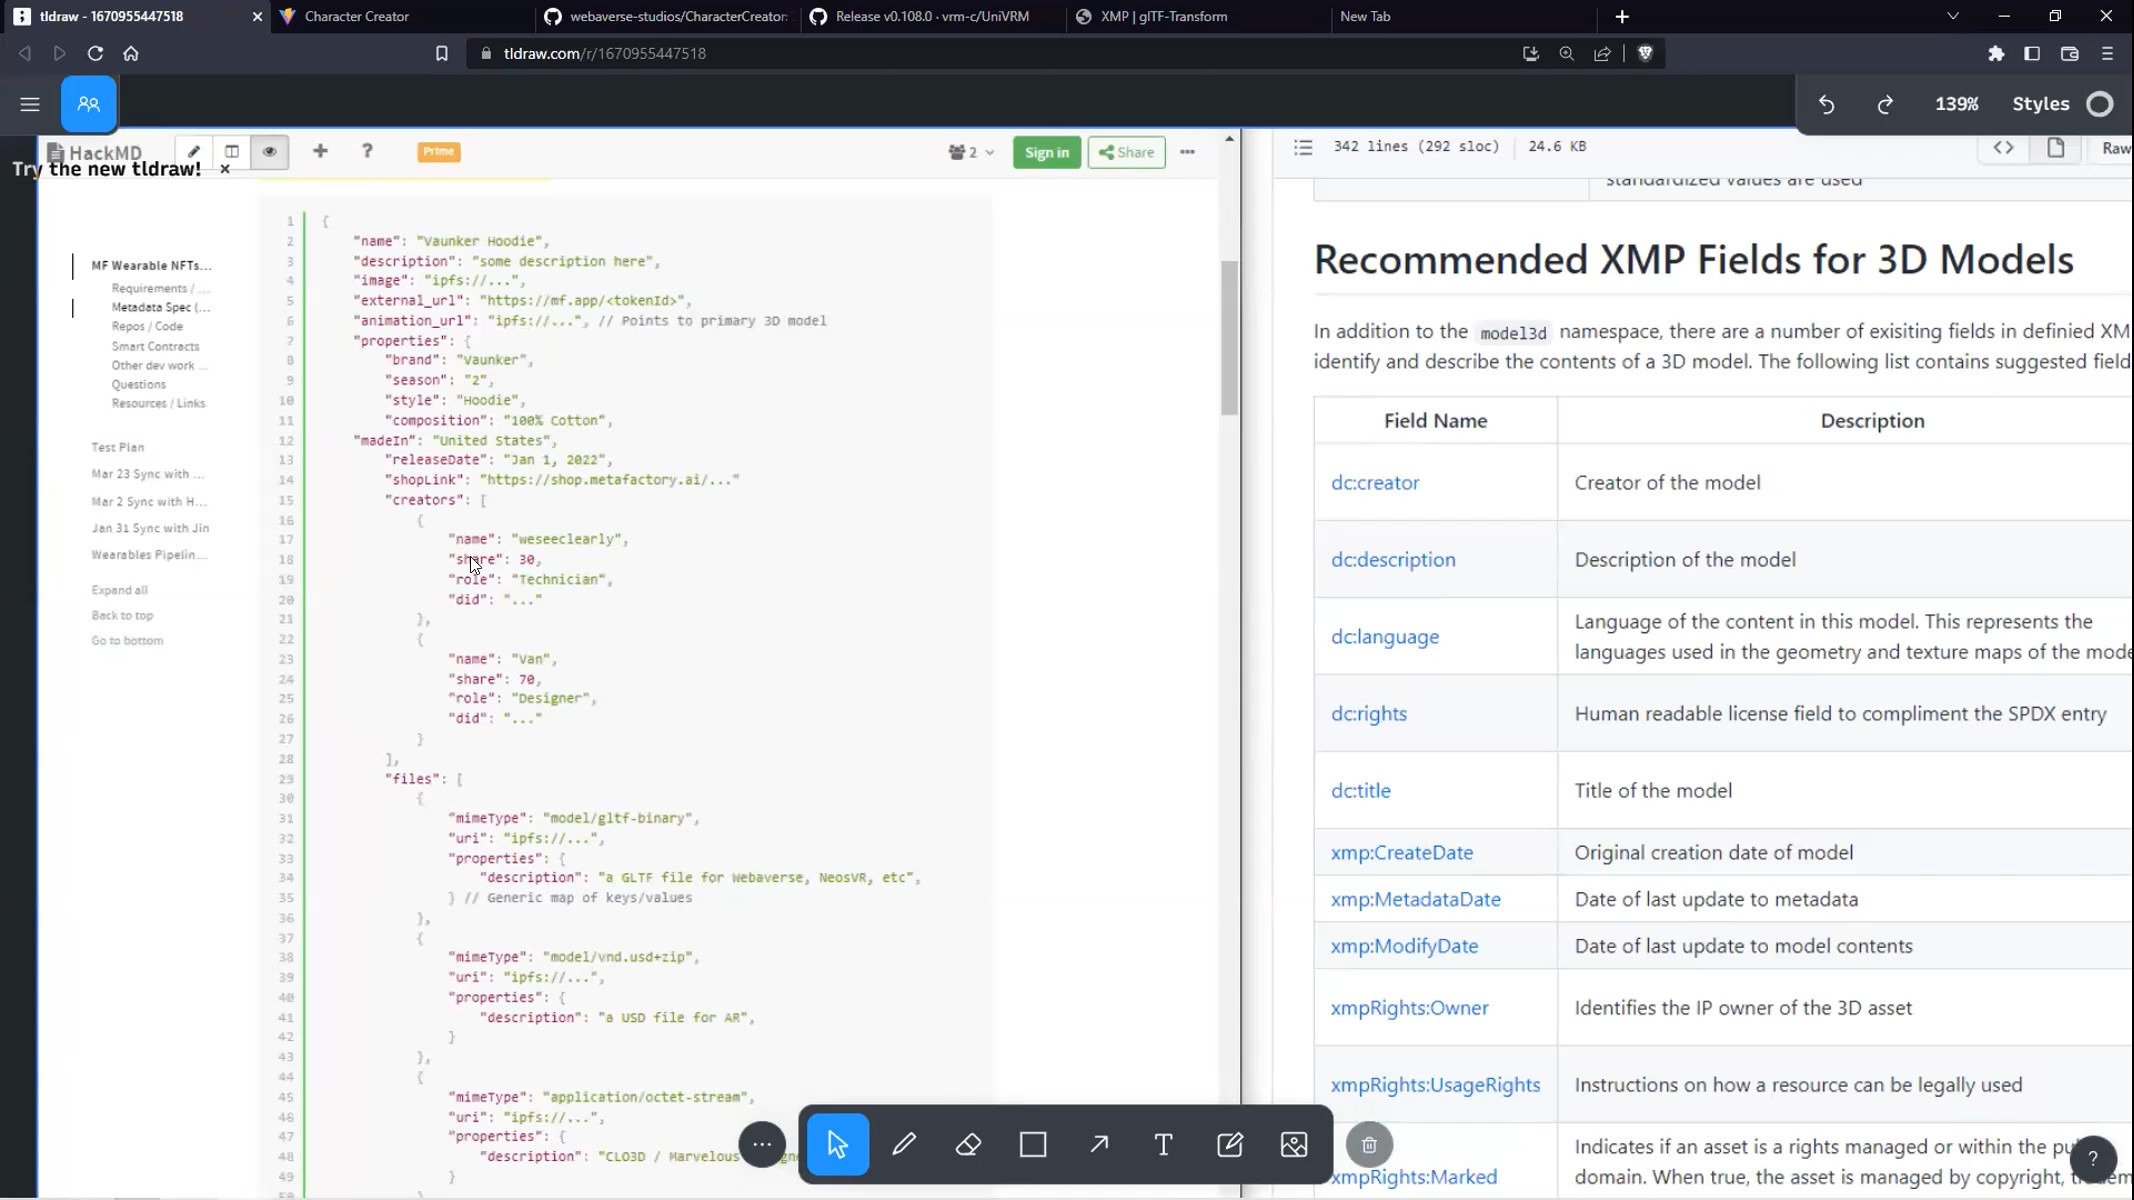 tldraw - 1670955447518
Character Creator
webaverse-studios/CharacterCreator:
Release v0.108.0 · vrm-c/UniVRM
XMP | glTF-Transform
New Tab
tldraw.com/r/1670955447518
139%
Styles
HackMD
Prime
2
Sign in
Share
Try the new tldraw!
MF Wearable NFTs...
Requirements / ...
Metadata Spec (...
Repos / Code
Smart Contracts
Other dev work ...
Questions
Resources / Links
Test Plan
Mar 23 Sync with ...
Mar 2 Sync with H...
Jan 31 Sync with Jin
Wearables Pipelin...
Expand all
Back to top
Go to bottom
1 {
2 "name": "Vaunker Hoodie",
3 "description": "some description here",
4 "image": "ipfs://...",
5 "external_url": "https://mf.app/<tokenId>",
6 "animation_url": "ipfs://...", // Points to primary 3D model
7 "properties": {
8 "brand": "Vaunker",
9 "season": "2",
10 "style": "Hoodie",
11 "composition": "100% Cotton",
12 "madeIn": "United States",
13 "releaseDate": "Jan 1, 2022",
14 "shopLink": "https://shop.metafactory.ai/..."
15 "creators": [
16 {
17 "name": "weseeclearly",
18 "share": 30,
19 "role": "Technician",
20 "did": "..."
21 },
22 {
23 "name": "Van",
24 "share": 70,
25 "role": "Designer",
26 "did": "..."
27 }
28 ],
29 "files": [
30 {
31 "mimeType": "model/gltf-binary",
32 "uri": "ipfs://...",
33 "properties": {
34 "description": "a GLTF file for Webaverse, NeosVR, etc",
35 } // Generic map of keys/values
36 },
37 {
38 "mimeType": "model/vnd.usd+zip",
39 "uri": "ipfs://...",
40 "properties": {
41 "description": "a USD file for AR",
42 }
43 },
44 {
45 "mimeType": "application/octet-stream",
46 "uri": "ipfs://...",
47 "properties": {
48 "description": "CLO3D / Marvelous
49 }
342 lines (292 sloc)
24.6 KB
Raw
standardized values are used
Recommended XMP Fields for 3D Models
In addition to the model3d namespace, there are a number of exisiting fields in definied XM
identify and describe the contents of a 3D model. The following list contains suggested field
Field Name
Description
dc:creator
Creator of the model
dc:description
Description of the model
dc:language
Language of the content in this model. This represents the
languages used in the geometry and texture maps of the mode
dc:rights
Human readable license field to compliment the SPDX entry
dc:title
Title of the model
xmp:CreateDate
Original creation date of model
xmp:MetadataDate
Date of last update to metadata
xmp:ModifyDate
Date of last update to model contents
xmpRights:Owner
Identifies the IP owner of the 3D asset
xmpRights:UsageRights
Instructions on how a resource can be legally used
xmpRights:Marked
Indicates if an asset is a rights managed or within the pu
domain. When true, the asset is managed by copyright,